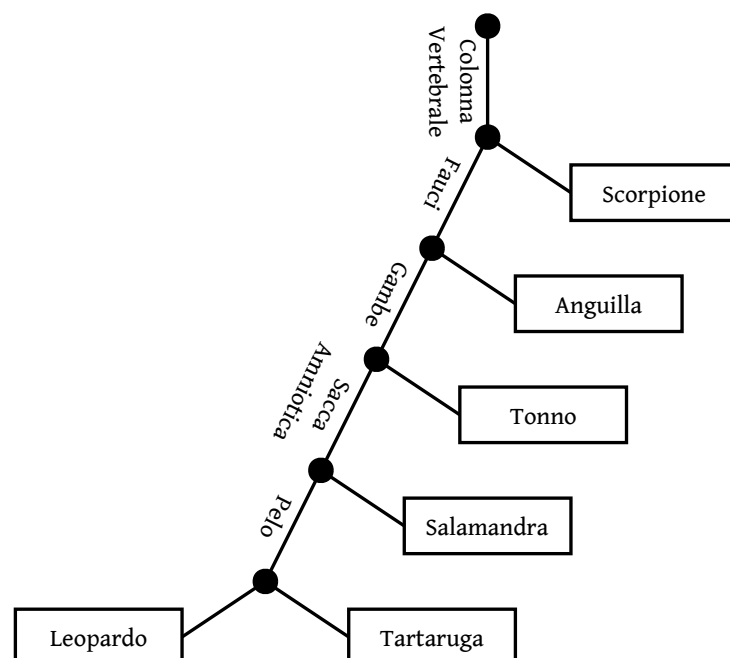 Colonna
Vertebrale
Fauci
Scorpione
Gambe
Anguilla
Sacca
Amniotica
Tonno
Pelo
Salamandra
Leopardo
Tartaruga